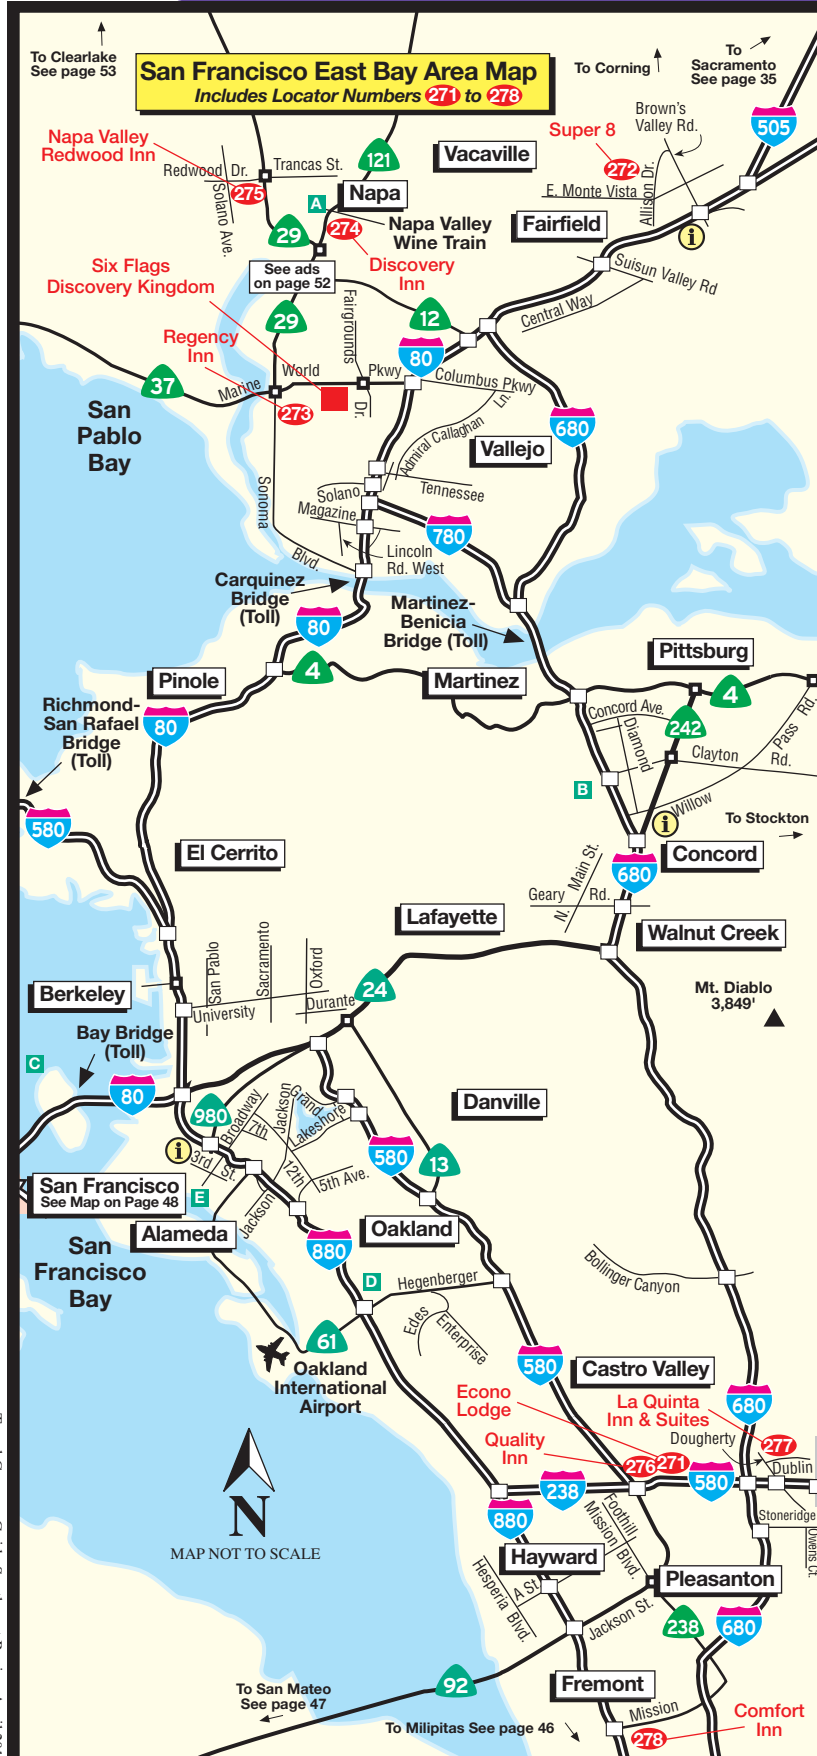 To Clearlake
See page 53
San Francisco East Bay Area Map
Includes Locator Numbers 271 to 278
To Corning
To
Sacramento
See page 35
Brown's
Valley Rd.
505
Napa Valley
Redwood Inn
Super 8
272
Vacaville
121
Redwood Dr.
Trancas St.
275
Solano Ave.
A
Napa
E. Monte Vista
Allison Dr.
274
Napa Valley
Wine Train
Fairfield
i
29
Discovery
Inn
Suisun Valley Rd
See ads
on page 52
Six Flags
Discovery Kingdom
29
Fairgrounds
Dr.
12
Central Way
Regency
Inn
80
37
Marine
World
Pkwy
Columbus Pkwy
273
San
Pablo
Bay
Admiral Callaghan
Ln.
680
Vallejo
Solano
Tennessee
Sonoma
Blvd.
Magazine
780
Lincoln
Rd. West
Carquinez
Bridge
(Toll)
Martinez-
Benicia
Bridge (Toll)
80
Pittsburg
4
Pinole
Martinez
4
Concord Ave.
242
Pass Rd.
Richmond-
San Rafael
Bridge
(Toll)
80
Diamond
Clayton
Rd.
B
Willow
580
i
To Stockton
El Cerrito
Concord
680
N. Main St.
Geary Rd.
Lafayette
Walnut Creek
San Pablo
Sacramento
Oxford
Berkeley
24
Mt. Diablo
3,849'
University
Durante
Bay Bridge
(Toll)
C
80
980
Broadway
Jackson
Grand
Lakeshore
Danville
7th
i
3rd St.
580
13
12th
5th Ave.
San Francisco
See Map on Page 48
E
Jackson
Alameda
Oakland
San
Francisco
Bay
880
D
Hegenberger
Bollinger Canyon
Edes
Enterprise
61
Oakland
International
Airport
580
Castro Valley
Econo
Lodge
La Quinta
Inn & Suites
680
Quality
Inn
Dougherty
277
276
271
Dublin
238
580
N
MAP NOT TO SCALE
880
Foothill
Mission Blvd.
Stoneridge
Owens Ct.
Hayward
Hesperia Blvd.
A St.
Pleasanton
Jackson St.
238
680
92
Fremont
To San Mateo
See page 47
Mission
To Milipitas See page 46
278
Comfort
Inn